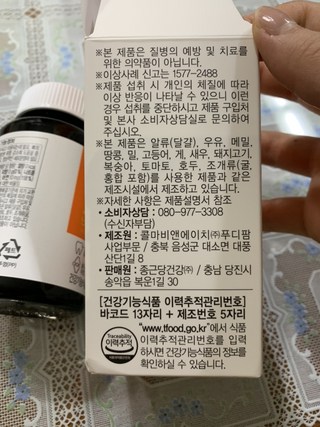 ※본 제품은 질병의 예방 및 치료를
위한 의약품이 아닙니다.
※이상사례 신고는 1577-2488
※제품 섭취 시 개인의 체질에 따라
이상 반응이 나타날 수 있으니 이런
경우 섭취를 중단하시고 제품 구입처
및 본사 소비자상담실로 문의하여
주십시오.
※본 제품은 알류(달걀), 우유, 메밀,
땅콩, 밀, 고등어, 게, 새우, 돼지고기,
복숭아, 토마토, 호두, 조개류(굴,
홍합 포함)를 사용한 제품과 같은
제조시설에서 제조하고 있습니다.
※자세한 사항은 제품설명서 참조
• 소비자상담 : 080-977-3308
(수신자부담)
• 제조원 : 콜마비앤에이치㈜푸디팜
사업부문 / 충북 음성군 대소면 대풍
산단1길 8
• 판매원 : 종근당건강㈜ / 충남 당진시
송악읍 복운1길 30
[건강기능식품 이력추적관리번호]
바코드 13자리 + 제조번호 5자리
Traceability
이력추적
"www.tfood.go.kr"에서 식품
이력추적관리번호를 입력
하시면 건강기능식품의 정보를
확인하실 수 있습니다.